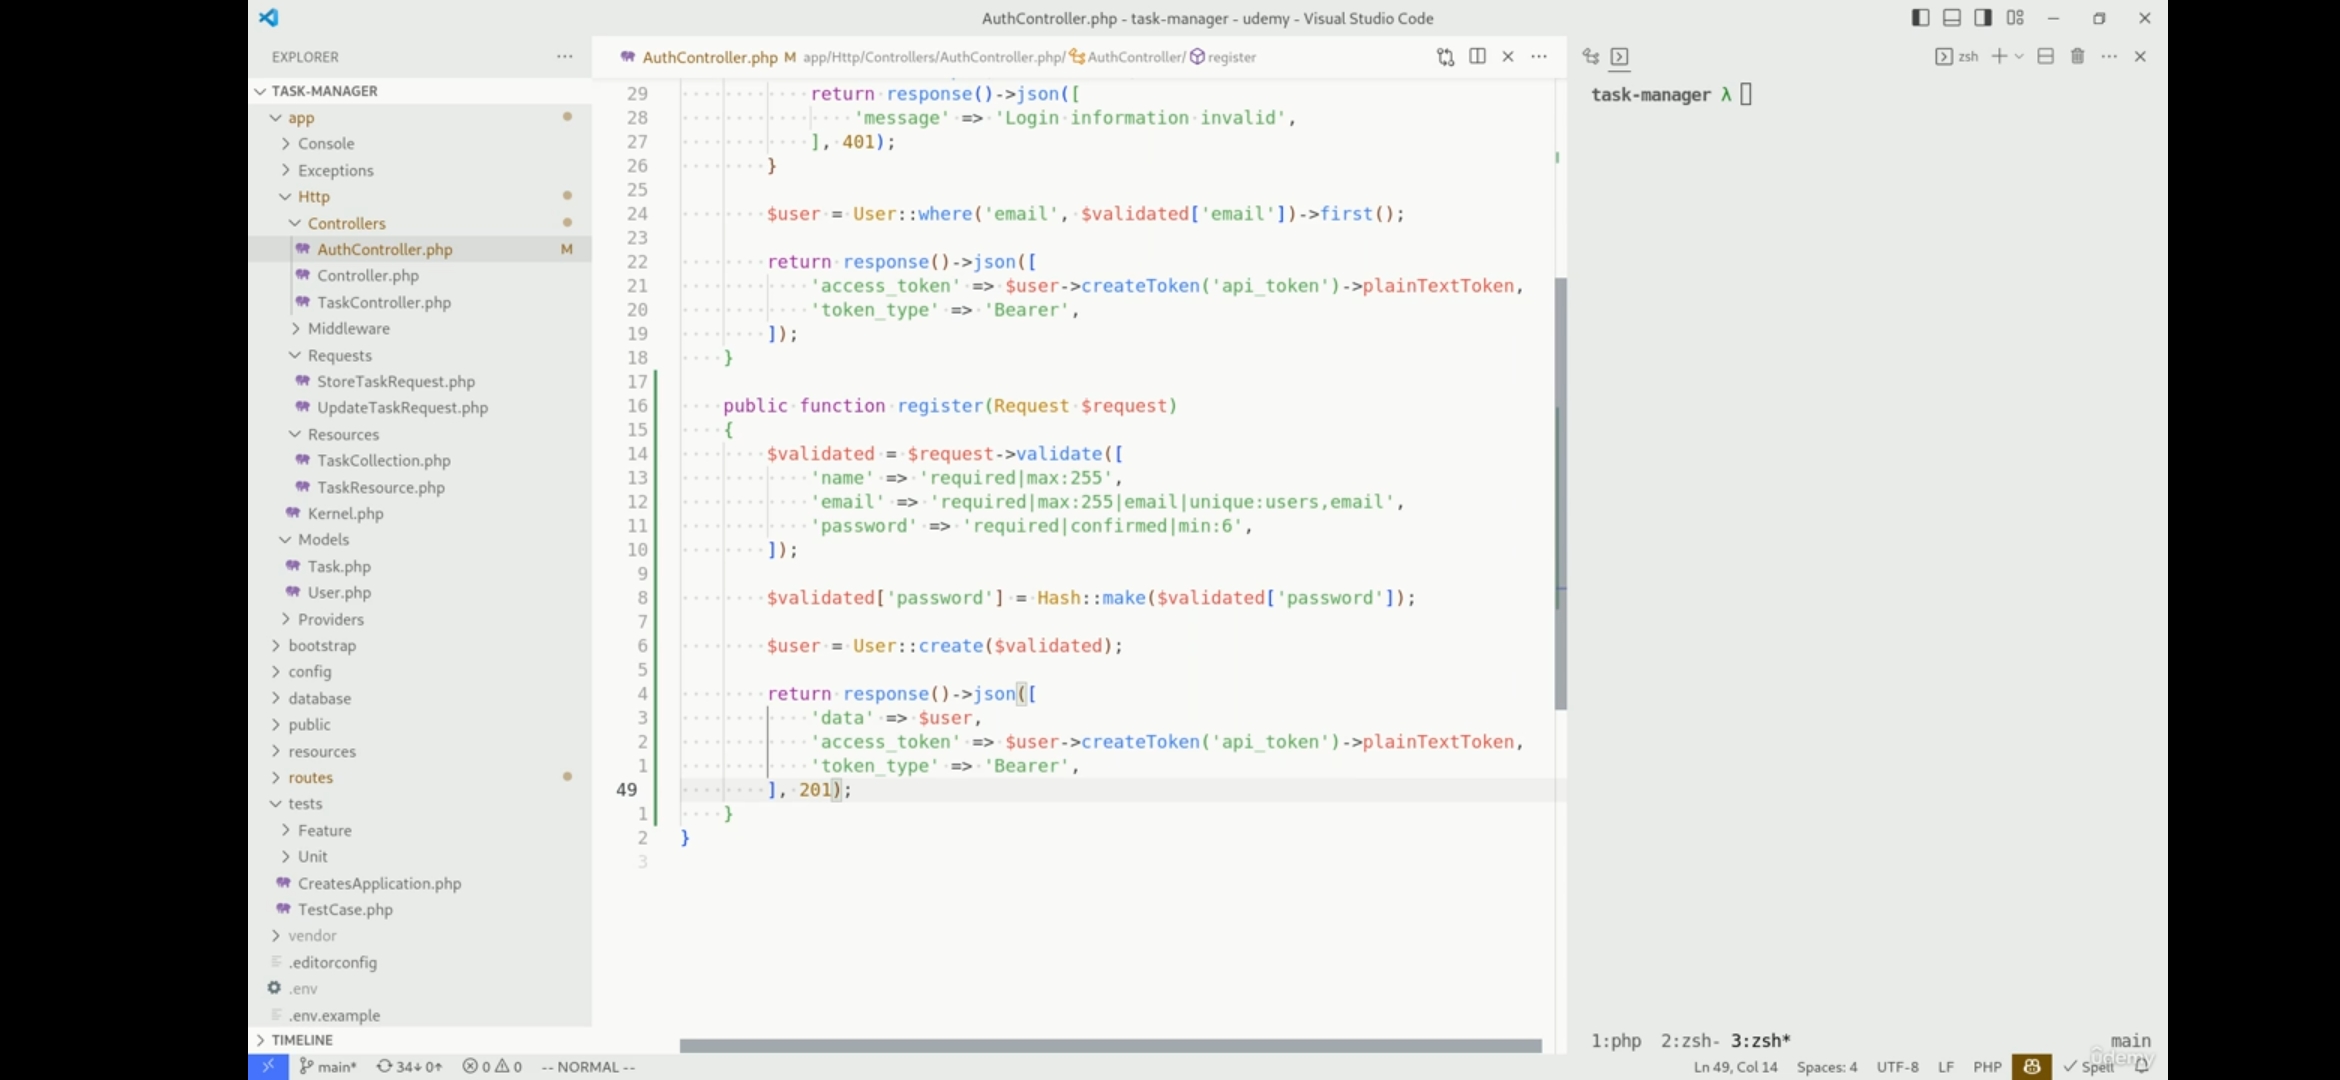 AuthController.php - task-manager - udemy - Visual Studio Code
EXPLORER
TASK-MANAGER
app
Console
Exceptions
Http
Controllers
AuthController.php M
Controller.php
TaskController.php
Middleware
Requests
StoreTaskRequest.php
UpdateTaskRequest.php
Resources
TaskCollection.php
TaskResource.php
Kernel.php
Models
Task.php
User.php
Providers
bootstrap
config
database
public
resources
routes
tests
Feature
Unit
CreatesApplication.php
TestCase.php
vendor
.editorconfig
.env
.env.example
TIMELINE
AuthController.php M app/Http/Controllers/AuthController.php/ AuthController/ register
29 return response()->json([
28 'message' => 'Login information invalid',
27 ], 401);
26 }
25
24 $user = User::where('email', $validated['email'])->first();
23
22 return response()->json([
21 'access_token' => $user->createToken('api_token')->plainTextToken,
20 'token_type' => 'Bearer',
19 ]);
18 }
17
16 public function register(Request $request)
15 {
14 $validated = $request->validate([
13 'name' => 'required|max:255',
12 'email' => 'required|max:255|email|unique:users,email',
11 'password' => 'required|confirmed|min:6',
10 ]);
9
8 $validated['password'] = Hash::make($validated['password']);
7
6 $user = User::create($validated);
5
4 return response()->json([
3 'data' => $user,
2 'access_token' => $user->createToken('api_token')->plainTextToken,
1 'token_type' => 'Bearer',
49 ], 201);
1 }
2 }
3
zsh
task-manager λ
1:php 2:zsh- 3:zsh* main
udemy
main* 34↓ 0↑ 0 0 -- NORMAL -- Ln 49, Col 14 Spaces: 4 UTF-8 LF PHP Spell